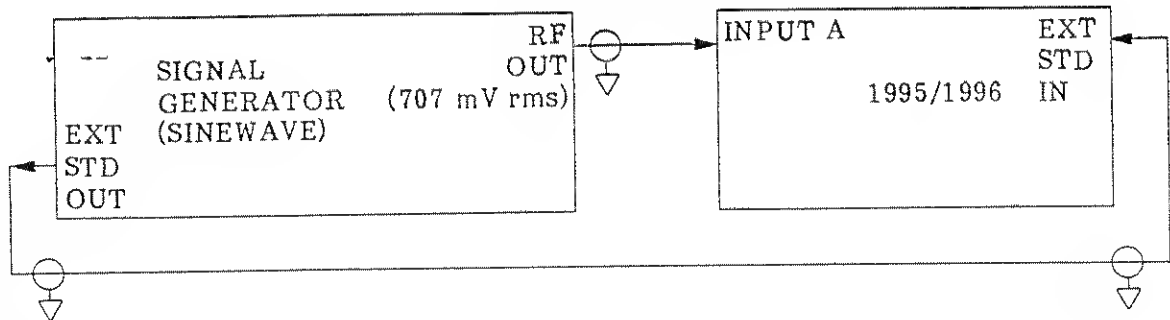 RF
OUT
SIGNAL
GENERATOR (707 mV rms)
(SINEWAVE)
EXT
STD
OUT
INPUT A
EXT
STD
IN
1995/1996